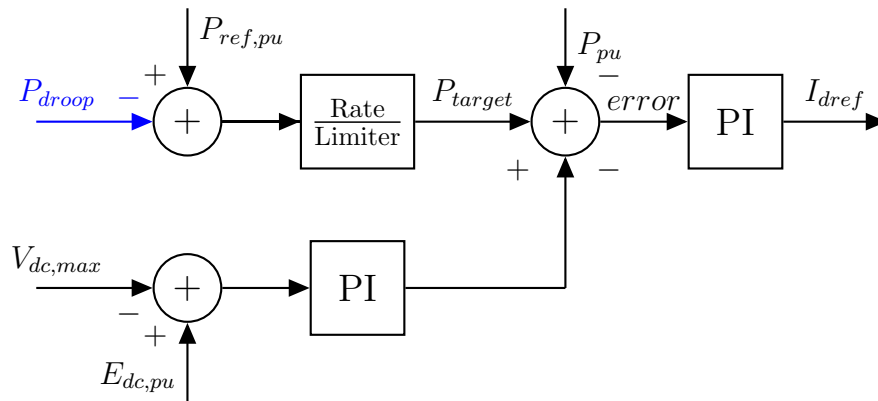 P_{ref,pu}
P_{pu}
+
−
P_{droop}
−
+
Rate
Limiter
P_{target}
+
error
PI
I_{dref}
+
−
V_{dc,max}
−
+
PI
+
E_{dc,pu}